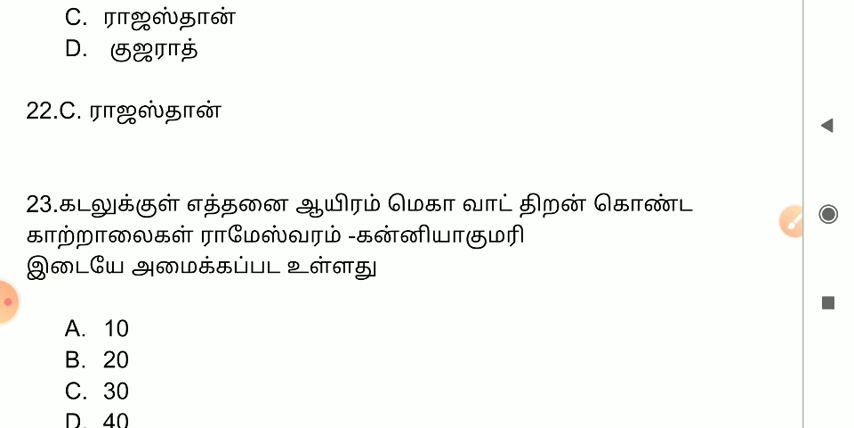 C. ராஜஸ்தான்
D. குஜராத்
22.C. ராஜஸ்தான்
23.கடலுக்குள் எத்தனை ஆயிரம் மெகா வாட் திறன் கொண்ட
காற்றாலைகள் ராமேஸ்வரம் -கன்னியாகுமரி
இடையே அமைக்கப்பட உள்ளது
A. 10
B. 20
C. 30
D. 40